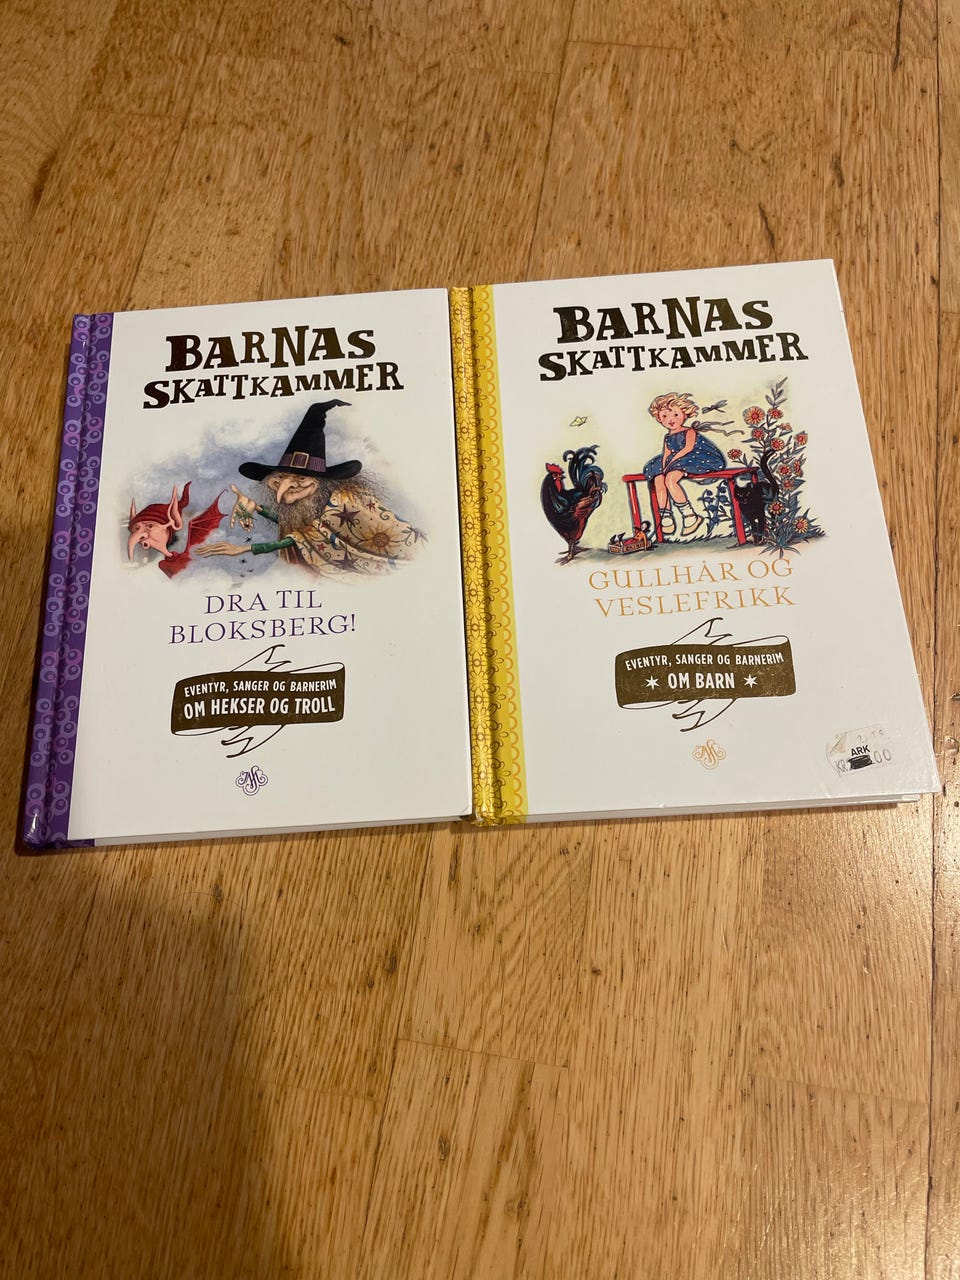 BARNAS
SKATTKAMMER
DRA TIL
BLOKSBERG!
EVENTYR, SANGER OG BARNERIM
OM HEKSER OG TROLL
BARNAS
SKATTKAMMER
GULLHÅR OG
VESLEFRIKK
EVENTYR, SANGER OG BARNERIM
OM BARN
ARK